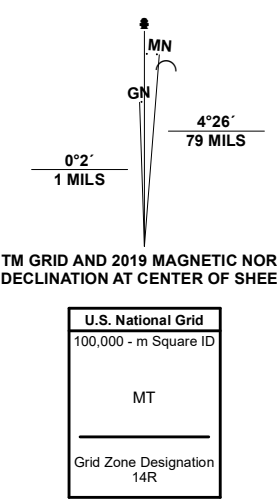 MN
GN
4°26´
79 MILS
0°2´
1 MILS
TM GRID AND 2019 MAGNETIC NOR
DECLINATION AT CENTER OF SHEE
U.S. National Grid
100,000 - m Square ID
MT
Grid Zone Designation
14R